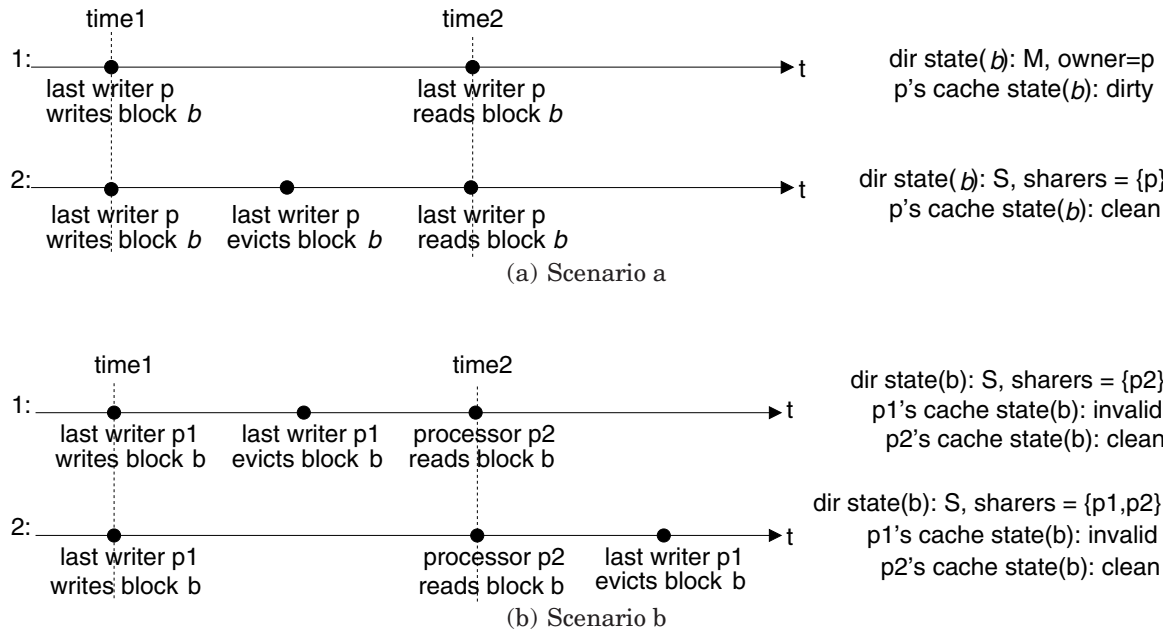 time1 time2
1: t
last writer p last writer p
writes block b reads block b
dir state(b): M, owner=p
p's cache state(b): dirty
2: t
last writer p last writer p last writer p
writes block b evicts block b reads block b
dir state(b): S, sharers = {p}
p's cache state(b): clean
(a) Scenario a
time1 time2
1: t
last writer p1 last writer p1 processor p2
writes block b evicts block b reads block b
dir state(b): S, sharers = {p2}
p1's cache state(b): invalid
p2's cache state(b): clean
2: t
last writer p1 processor p2 last writer p1
writes block b reads block b evicts block b
dir state(b): S, sharers = {p1,p2}
p1's cache state(b): invalid
p2's cache state(b): clean
(b) Scenario b